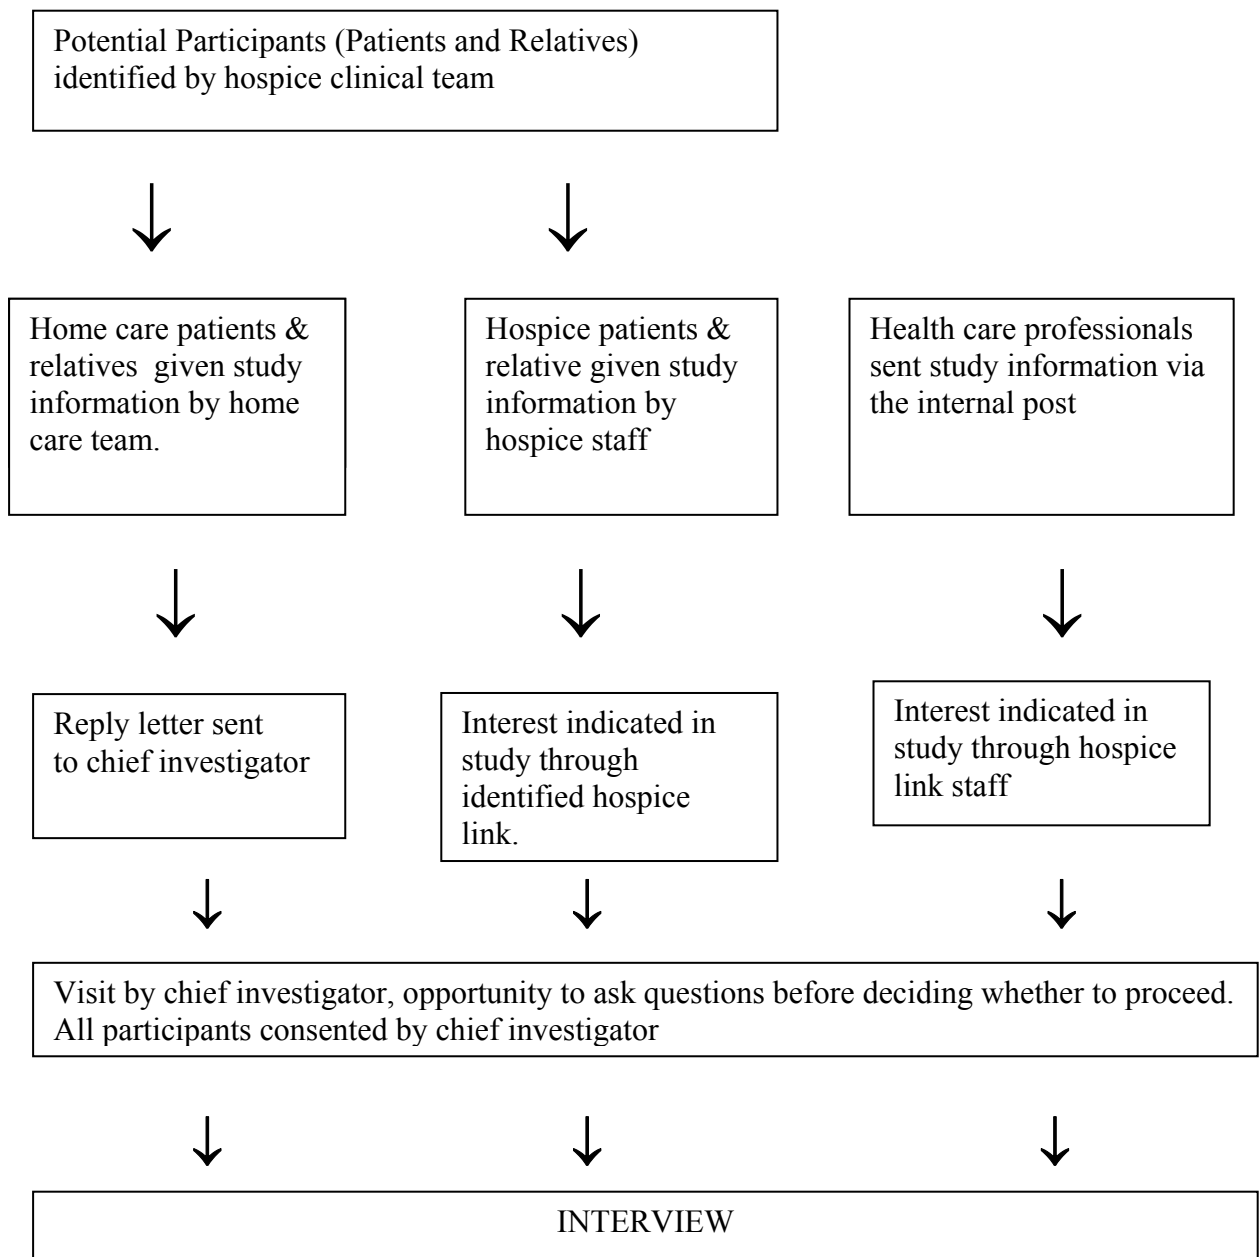 Potential Participants (Patients and Relatives)
identified by hospice clinical team
Home care patients &
relatives given study
information by home
care team.
Hospice patients &
relative given study
information by
hospice staff
Health care professionals
sent study information via
the internal post
Reply letter sent
to chief investigator
Interest indicated in
study through
identified hospice
link.
Interest indicated in
study through hospice
link staff
Visit by chief investigator, opportunity to ask questions before deciding whether to proceed.
All participants consented by chief investigator
INTERVIEW